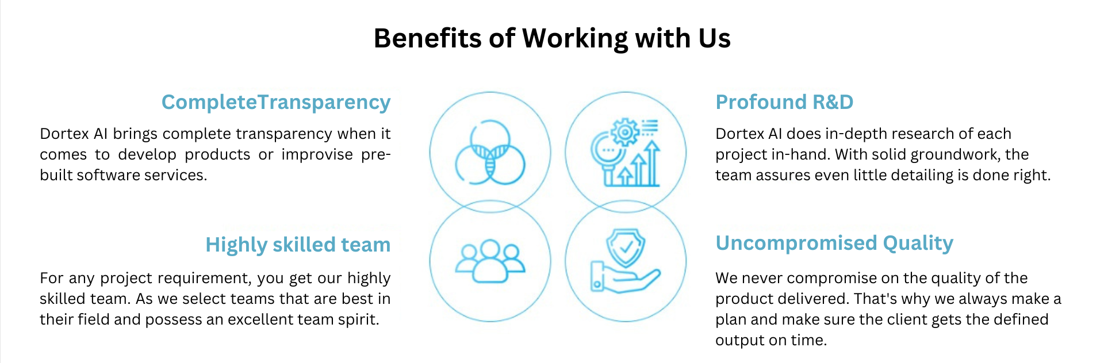 Benefits of Working with Us
CompleteTransparency
Dortex AI brings complete transparency when it
comes to develop products or improvise pre-
built software services.
Profound R&D
Dortex AI does in-depth research of each
project in-hand. With solid groundwork, the
team assures even little detailing is done right.
Highly skilled team
For any project requirement, you get our highly
skilled team. As we select teams that are best in
their field and possess an excellent team spirit.
Uncompromised Quality
We never compromise on the quality of the
product delivered. That's why we always make a
plan and make sure the client gets the defined
output on time.